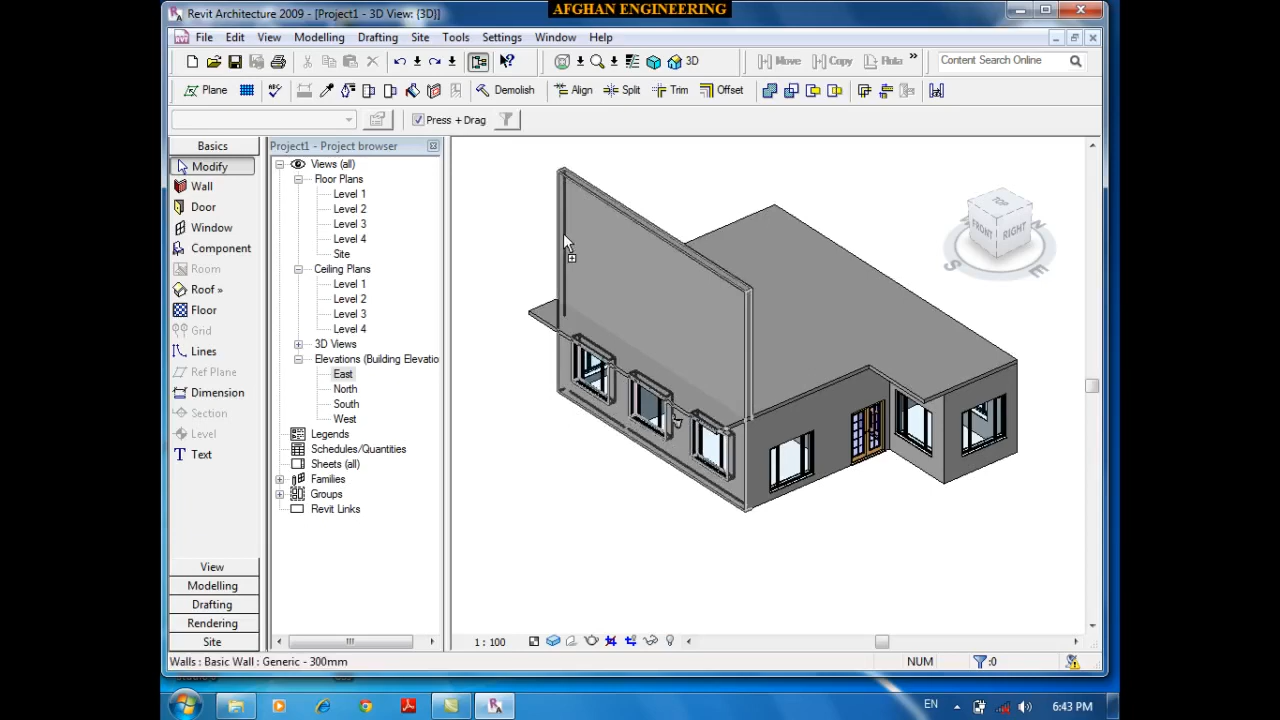 AFGHAN ENGINEERING
Revit Architecture 2009 - [Project1 - 3D View: {3D}]
File Edit View Modelling Drafting Site Tools Settings Window Help
3D Move Copy Rota » Content Search Online
Plane Demolish Align Split Trim Offset
Press + Drag
Basics
Modify
Wall
Door
Window
Component
Room
Roof »
Floor
Grid
Lines
Ref Plane
Dimension
Section
Level
Text
View
Modelling
Drafting
Rendering
Site
Project1 - Project browser
Views (all)
Floor Plans
Level 1
Level 2
Level 3
Level 4
Site
Ceiling Plans
Level 1
Level 2
Level 3
Level 4
3D Views
Elevations (Building Elevatio
East
North
South
West
Legends
Schedules/Quantities
Sheets (all)
Families
Groups
Revit Links
TOP
FRONT RIGHT
N
S E
1 : 100
Walls : Basic Wall : Generic - 300mm
NUM :0
EN 6:43 PM